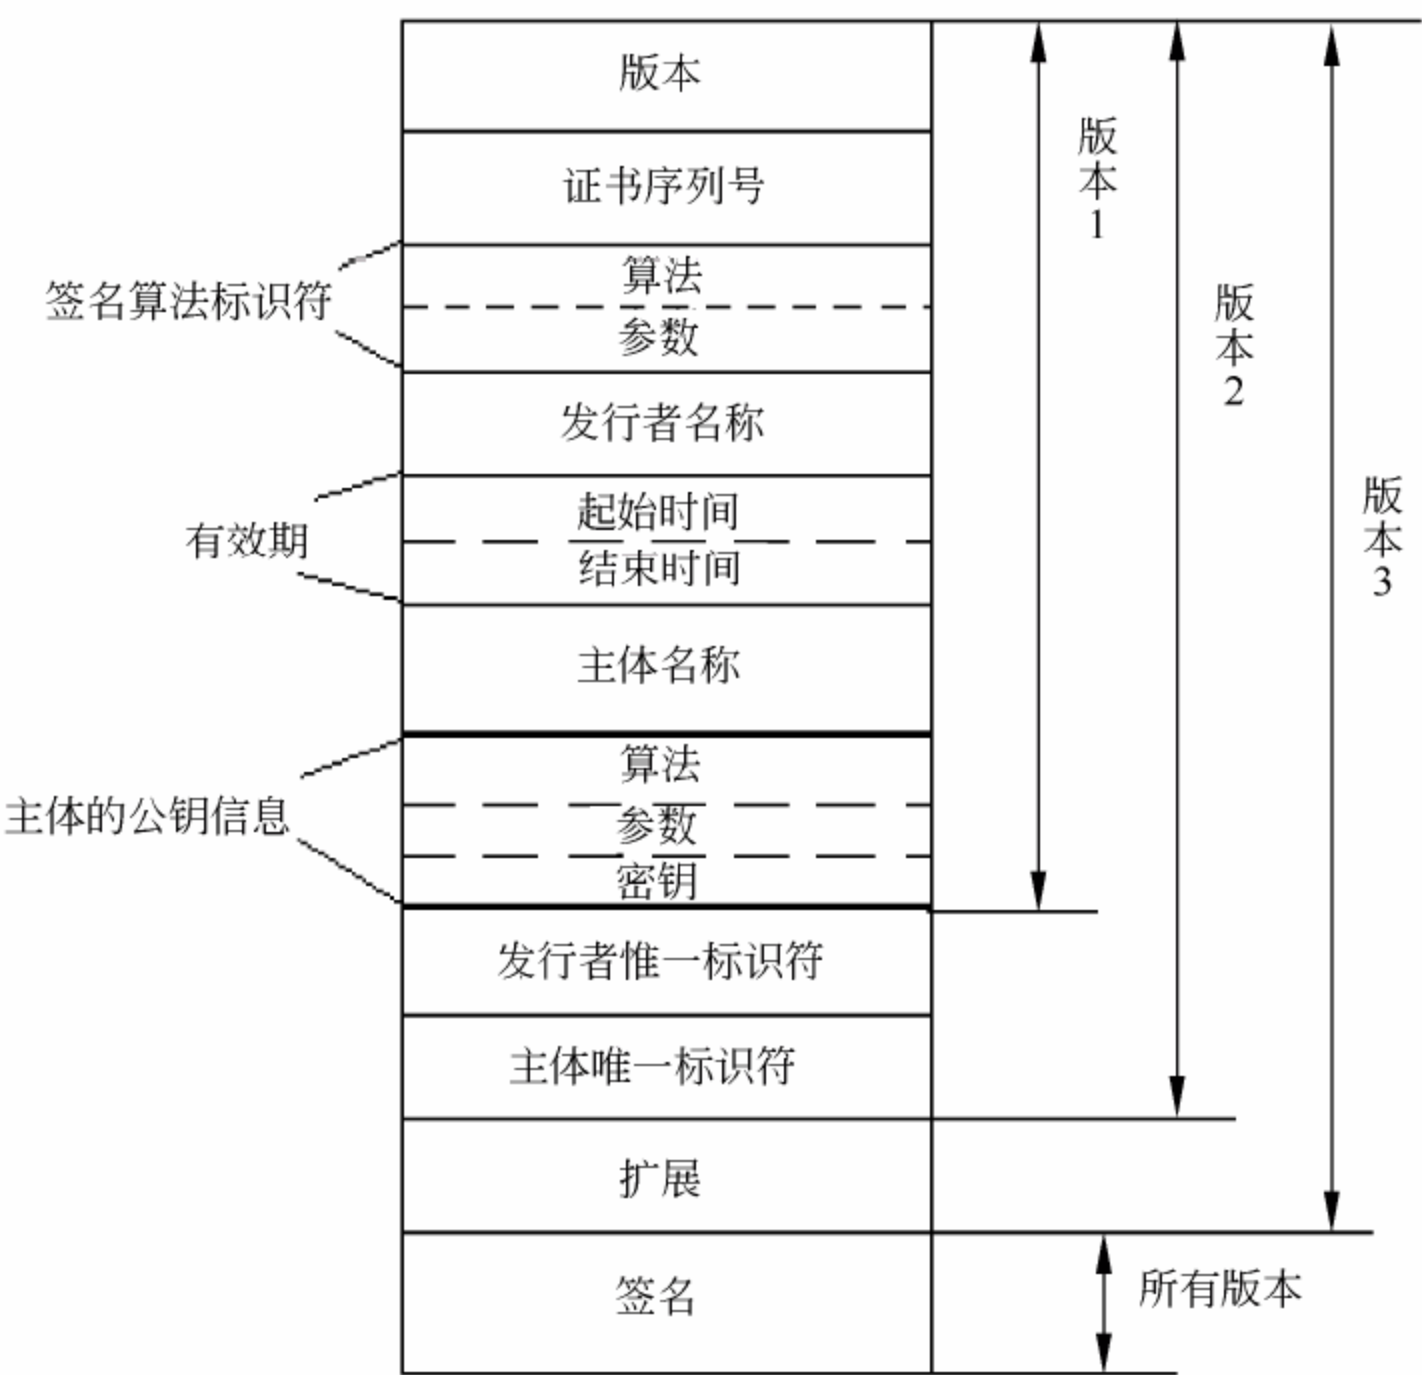 版本
版本1
证书序列号
签名算法标识符
算法
参数
版本2
发行者名称
有效期
起始时间
结束时间
版本3
主体名称
主体的公钥信息
算法
参数
密钥
发行者惟一标识符
主体唯一标识符
扩展
签名
所有版本